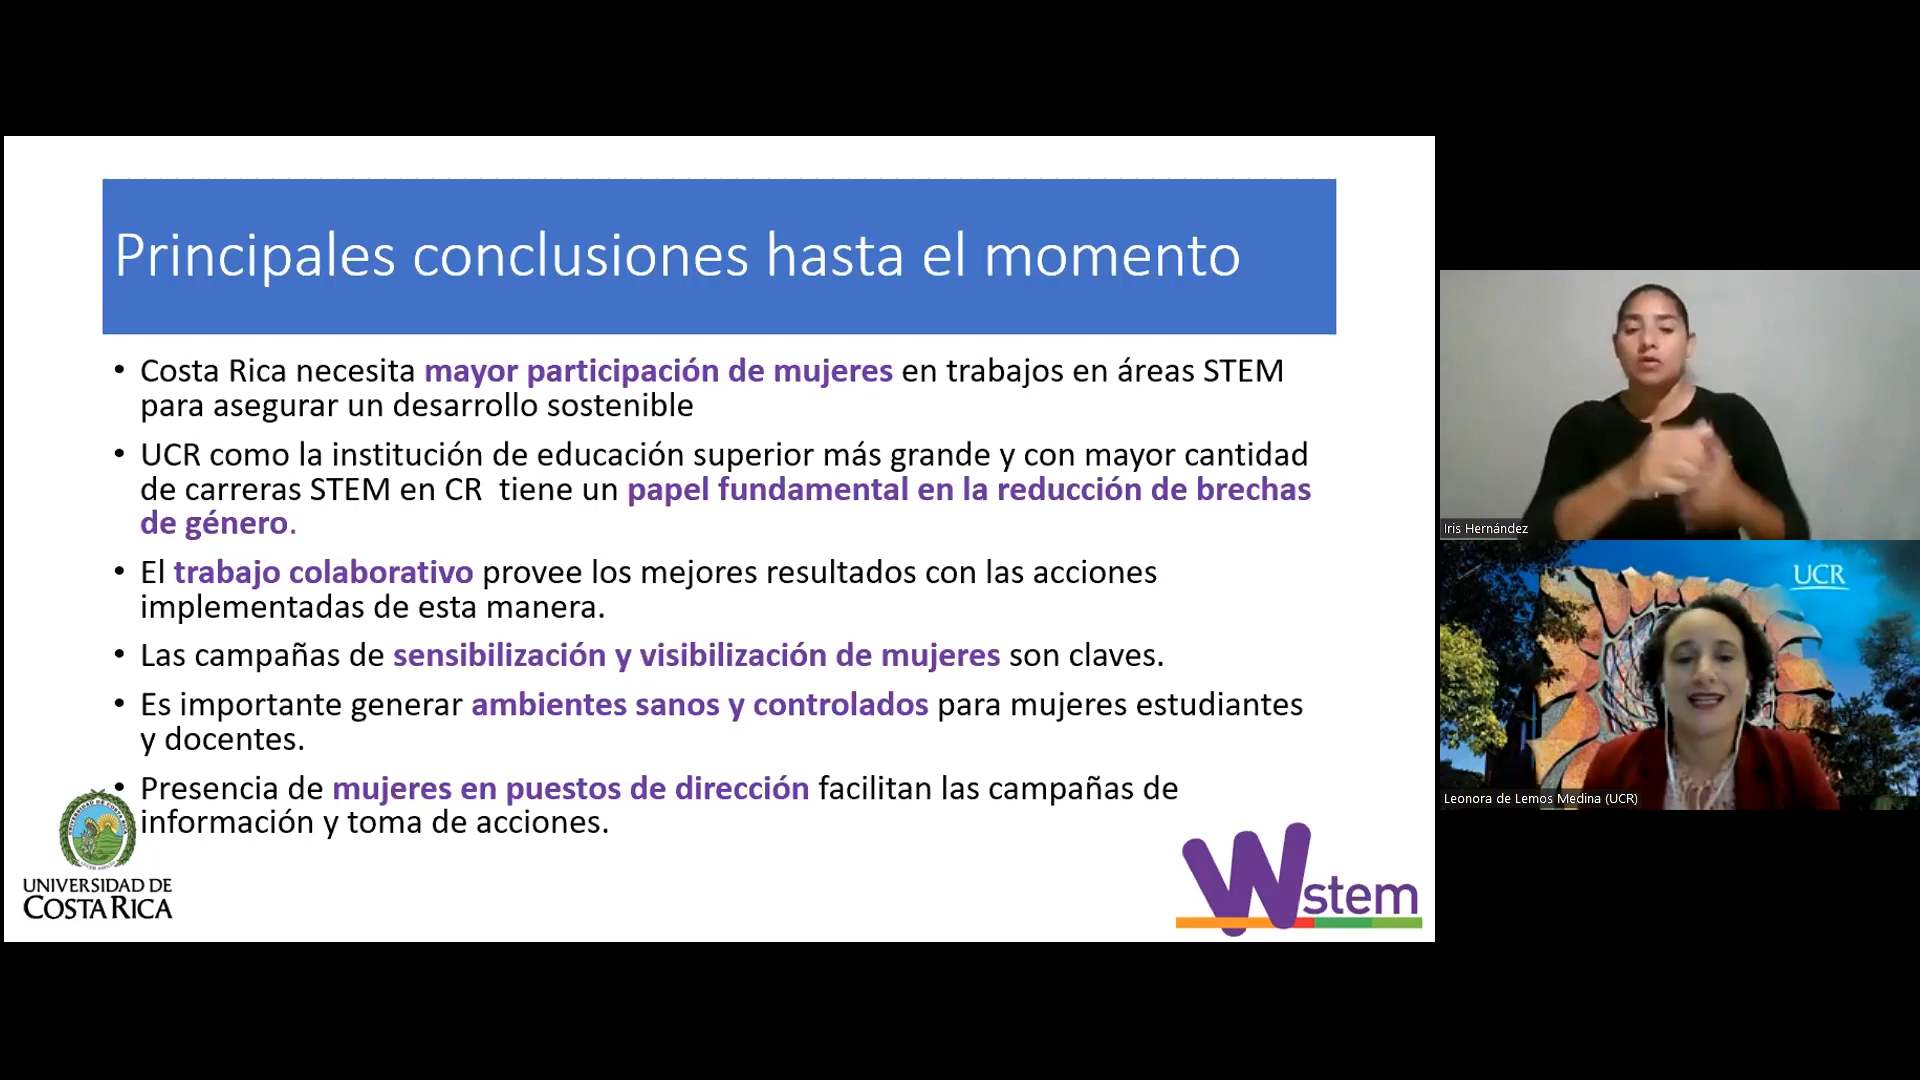 Principales conclusiones hasta el momento
• Costa Rica necesita mayor participación de mujeres en trabajos en áreas STEM
para asegurar un desarrollo sostenible
• UCR como la institución de educación superior más grande y con mayor cantidad
de carreras STEM en CR  tiene un papel fundamental en la reducción de brechas
de género.
• El trabajo colaborativo provee los mejores resultados con las acciones
implementadas de esta manera.
• Las campañas de sensibilización y visibilización de mujeres son claves.
• Es importante generar ambientes sanos y controlados para mujeres estudiantes
y docentes.
• Presencia de mujeres en puestos de dirección facilitan las campañas de
información y toma de acciones.
UNIVERSIDAD DE
COSTA RICA
Wstem
Iris Hernández
UCR
Leonora de Lemos Medina (UCR)